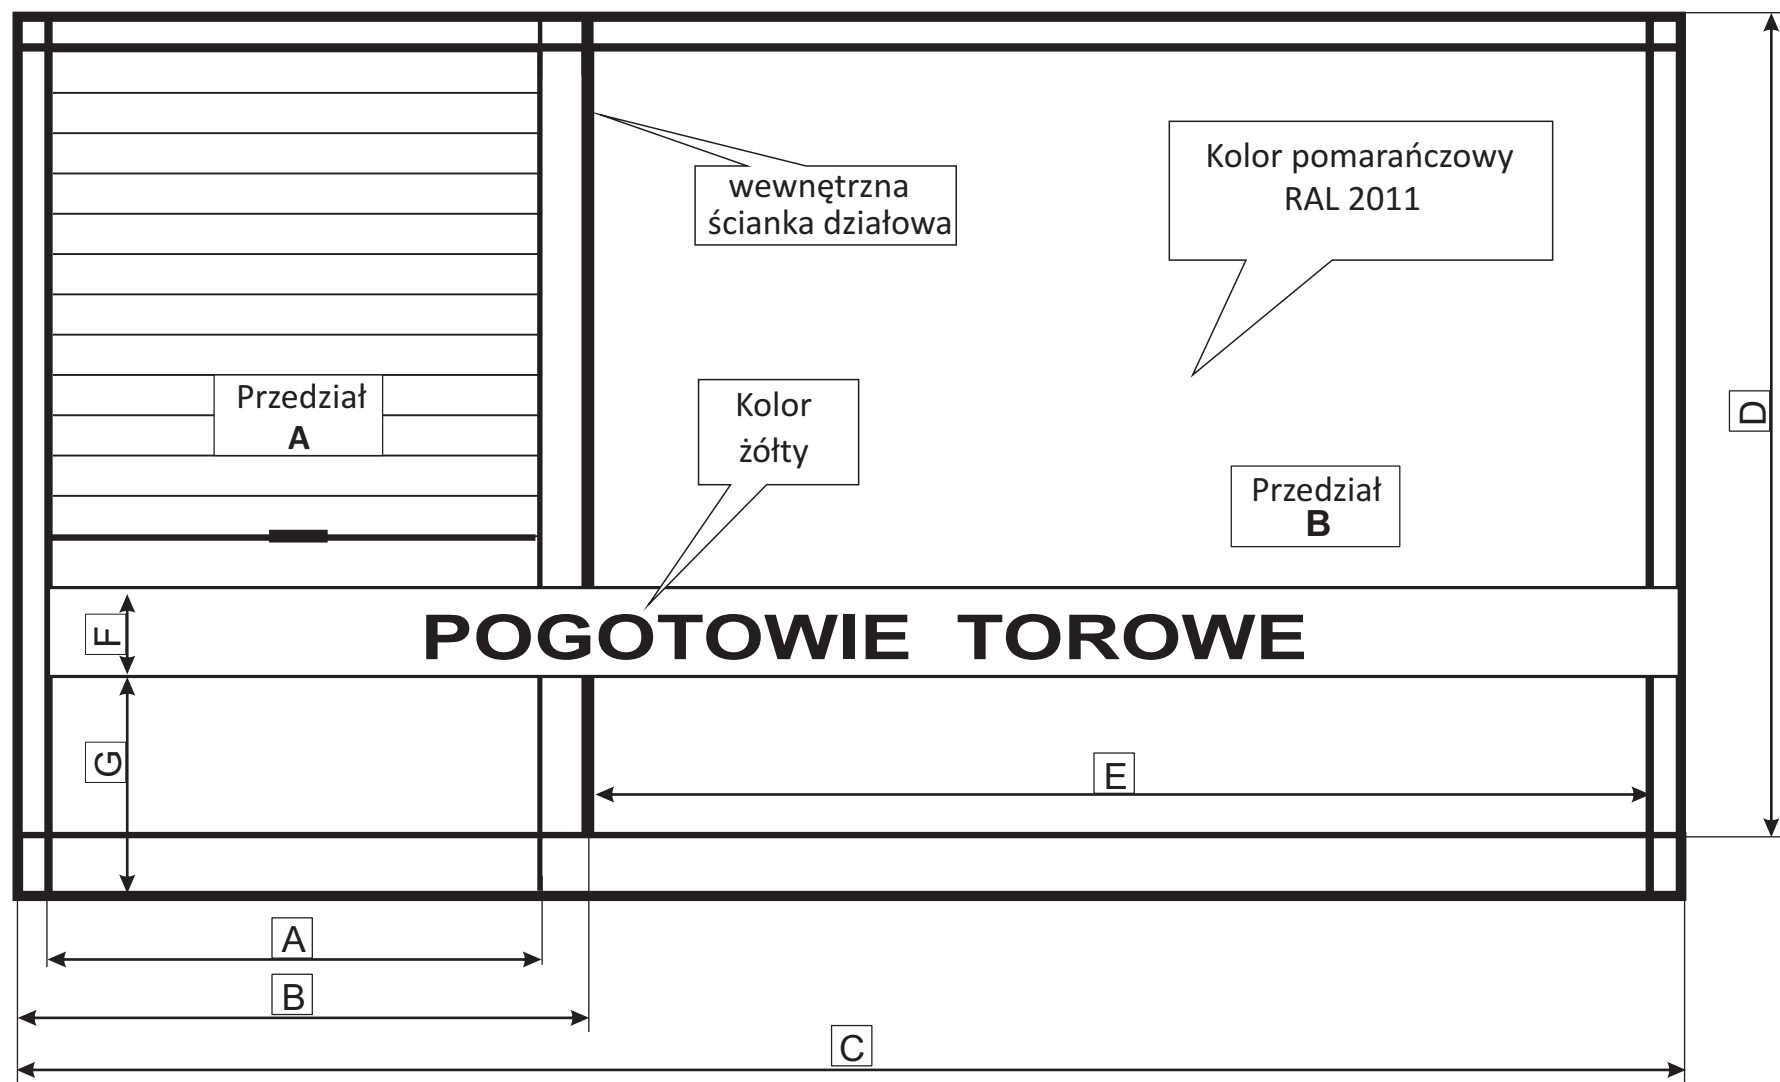 wewnętrzna
ścianka działowa
Kolor pomarańczowy
RAL 2011
Przedział
A
Kolor
żółty
D
Przedział
B
F
POGOTOWIE TOROWE
G
E
A
B
C